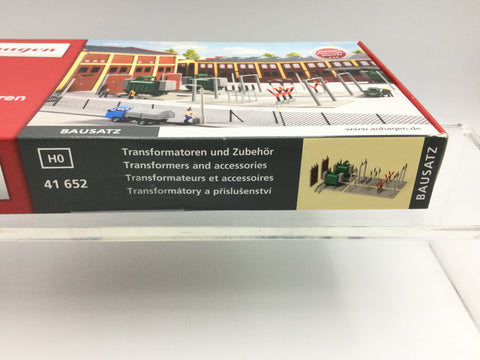 hagen
ren
BAUSATZ
www.auhagen.de
H0
41 652
Transformatoren und Zubehör
Transformers and accessories
Transformateurs et accessoires
Transformátory a příslušenství
BAUSATZ